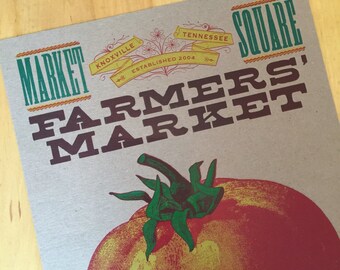 MARKET SQUARE
KNOXVILLE TENNESSEE
ESTABLISHED 2004
FARMERS'
MARKET